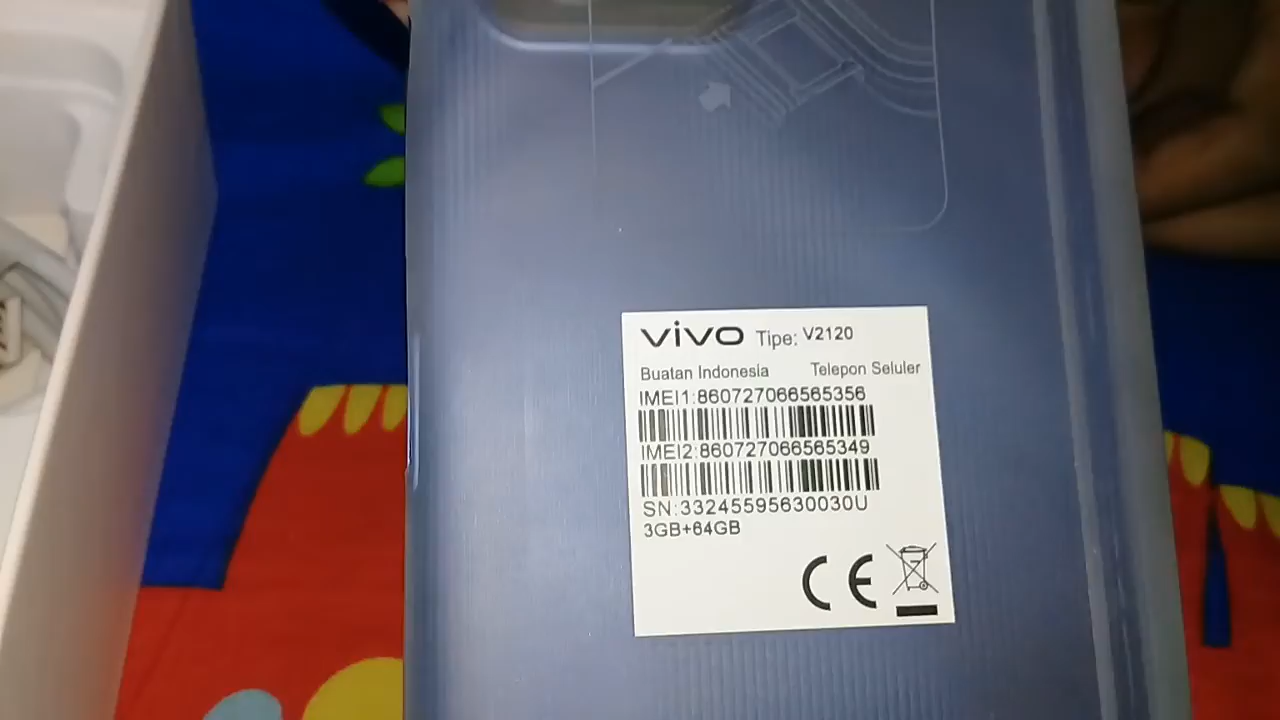 vivo Tipe: V2120
Buatan Indonesia Telepon Seluler
IMEI1:860727066565356
IMEI2:860727066565349
SN:33245595630030U
3GB+64GB
CE